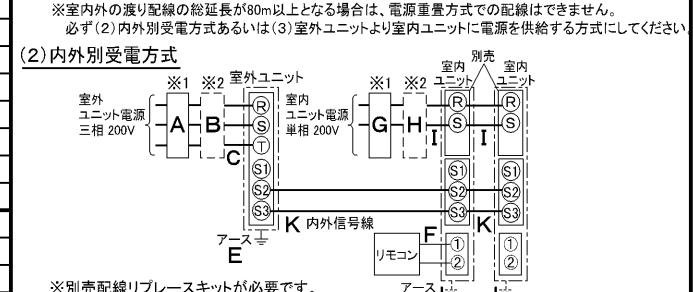 ※室内外の渡り配線の総延長が80m以上となる場合は、電源重畳方式での配線はできません。
必ず(2)内外別受電方式あるいは(3)室外ユニットより室内ユニットに電源を供給する方式にしてください
(2)内外別受電方式
別売
※1 ※2 室外ユニット ※1 ※2 室内ユニット 室内ユニット
室外ユニット電源 三相 200V
A B C
R
S
T
S1
S2
S3
室内ユニット電源 単相 200V
G H I I
R R
S S
S1 S1
S2 S2
S3 S3
K 内外信号線 K
アース
E
リモコン F
① ①
② ②
※別売配線リプレースキットが必要です。
アース